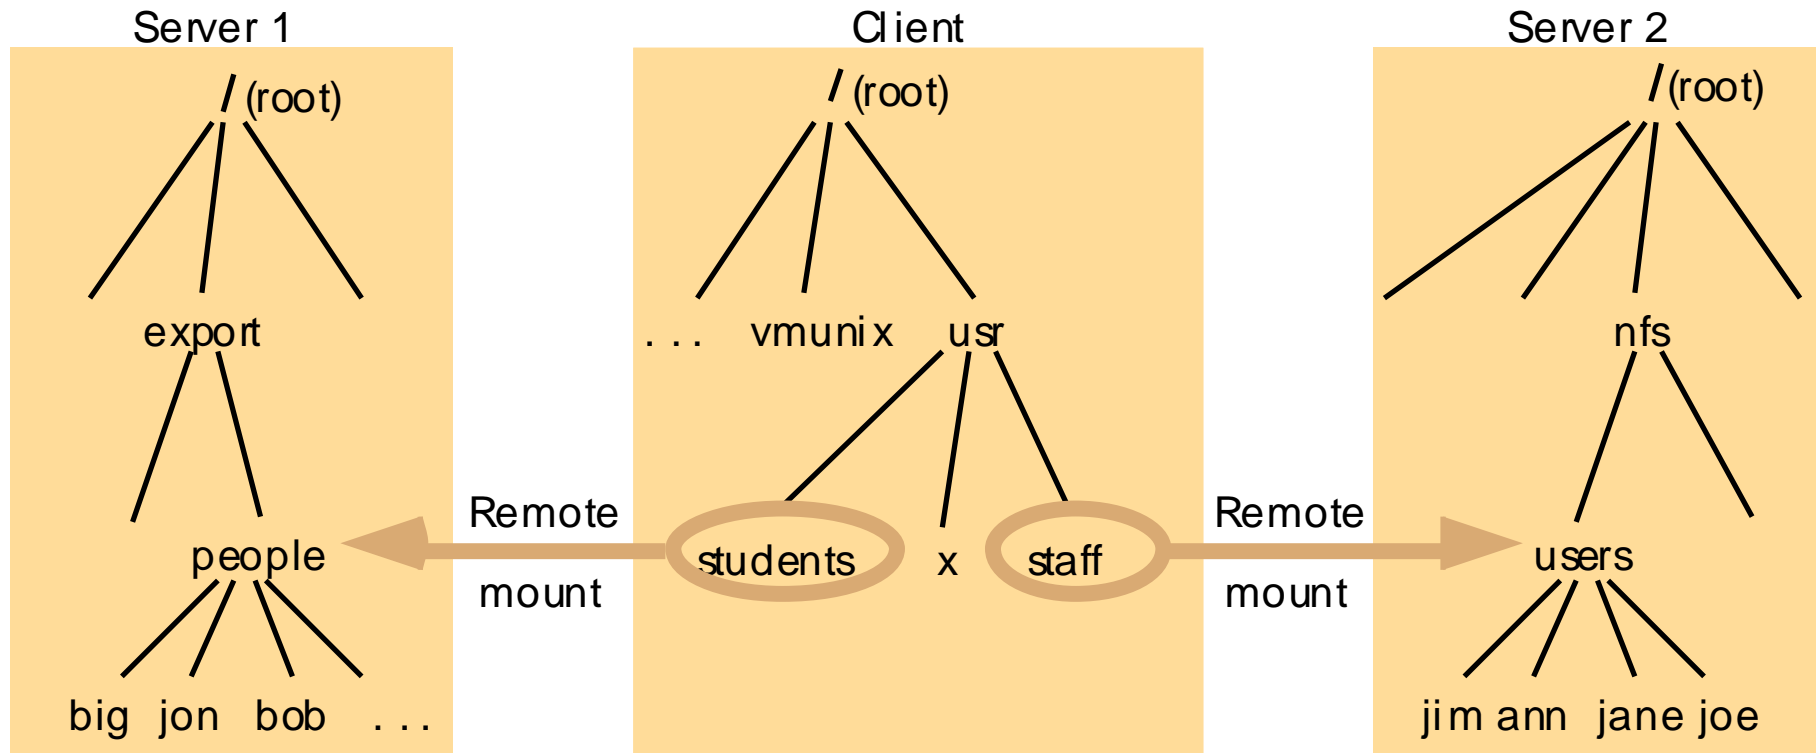 Server 1
Client
Server 2
/ (root)
/ (root)
/ (root)
export
. . .
vmunix
usr
nfs
Remote
mount
Remote
mount
people
students
x
staff
users
big jon bob . . .
jim ann jane joe